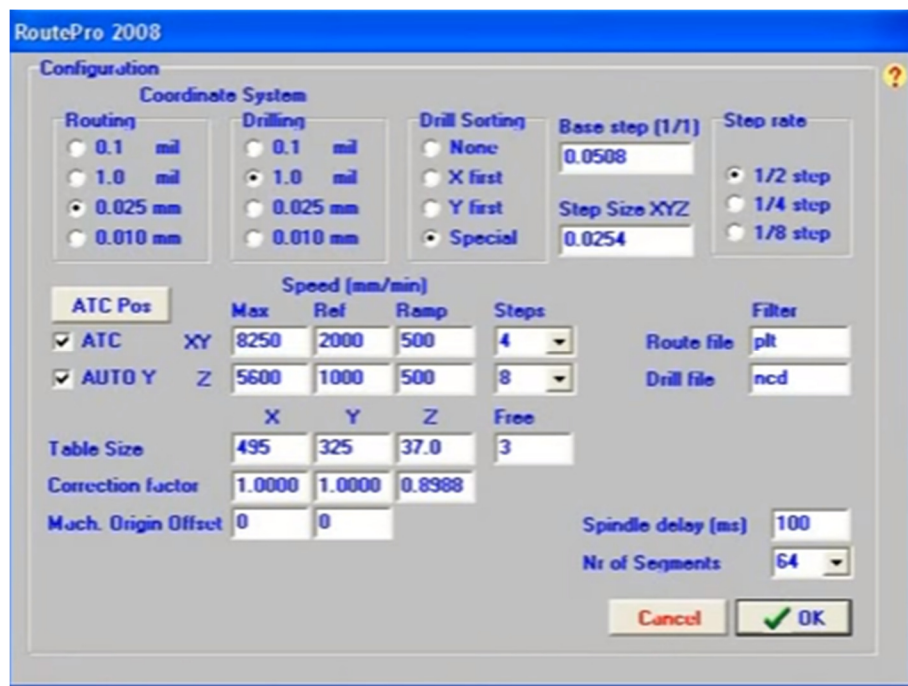 RoutePro 2008
Configuration
?
Coordinate System
Routing
0.1 mil
1.0 mil
0.025 mm
0.010 mm
Drilling
0.1 mil
1.0 mil
0.025 mm
0.010 mm
Drill Sorting
None
X first
Y first
Special
Base step (1/1)
0.0508
Step Size XYZ
0.0254
Step rate
1/2 step
1/4 step
1/8 step
ATC Pos
Speed (mm/min)
Max Ref Ramp Steps
ATC XY 8250 2000 500 4
AUTO Y Z 5600 1000 500 8
Filter
Route file plt
Drill file ncd
X Y Z Free
Table Size 495 325 37.0 3
Correction factor 1.0000 1.0000 0.8988
Mach. Origin Offset 0 0
Spindle delay (ms) 100
Nr of Segments 64
Cancel OK